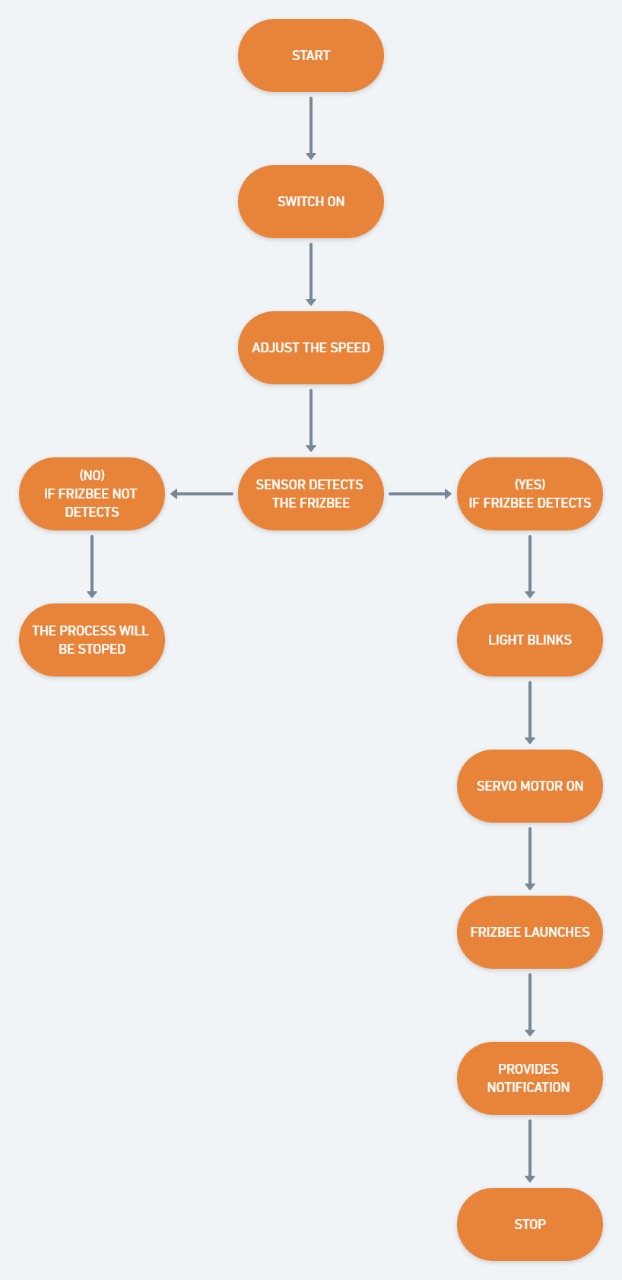 START
SWITCH ON
ADJUST THE SPEED
SENSOR DETECTS
THE FRIZBEE
(NO)
IF FRIZBEE NOT
DETECTS
THE PROCESS WILL
BE STOPED
(YES)
IF FRIZBEE DETECTS
LIGHT BLINKS
SERVO MOTOR ON
FRIZBEE LAUNCHES
PROVIDES
NOTIFICATION
STOP